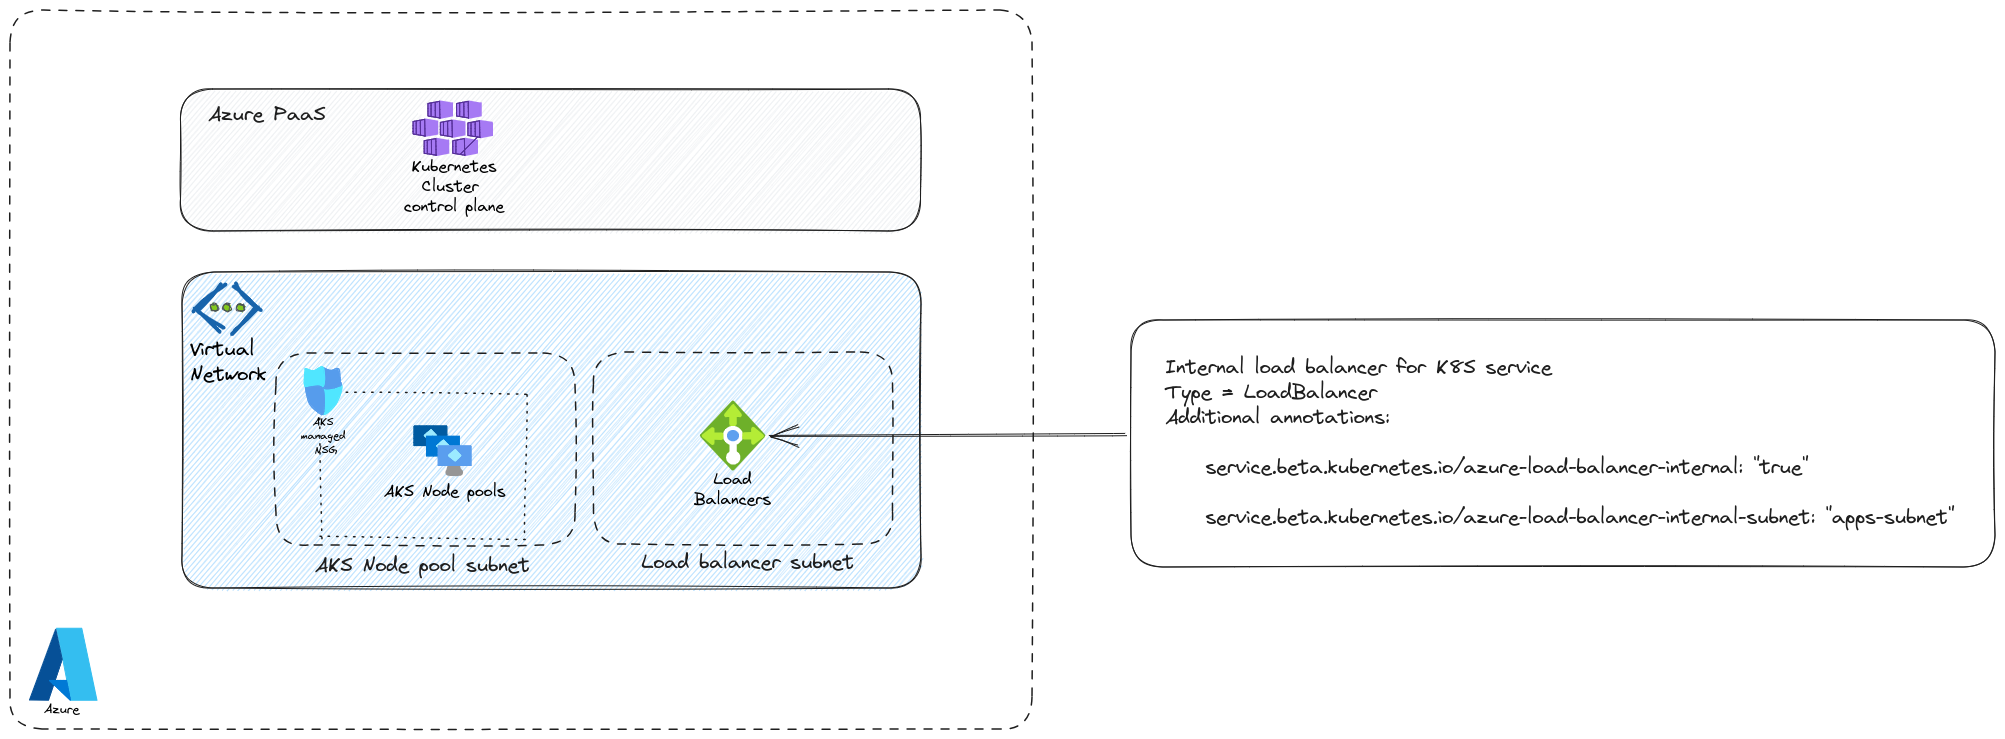 Azure PaaS
Kubernetes
Cluster
control plane
Virtual
Network
AKS
managed
NSG
AKS Node pools
AKS Node pool subnet
Load
Balancers
Load balancer subnet
Azure
Internal load balancer for K8S service
Type = LoadBalancer
Additional annotations:
service.beta.kubernetes.io/azure-load-balancer-internal: "true"
service.beta.kubernetes.io/azure-load-balancer-internal-subnet: "apps-subnet"